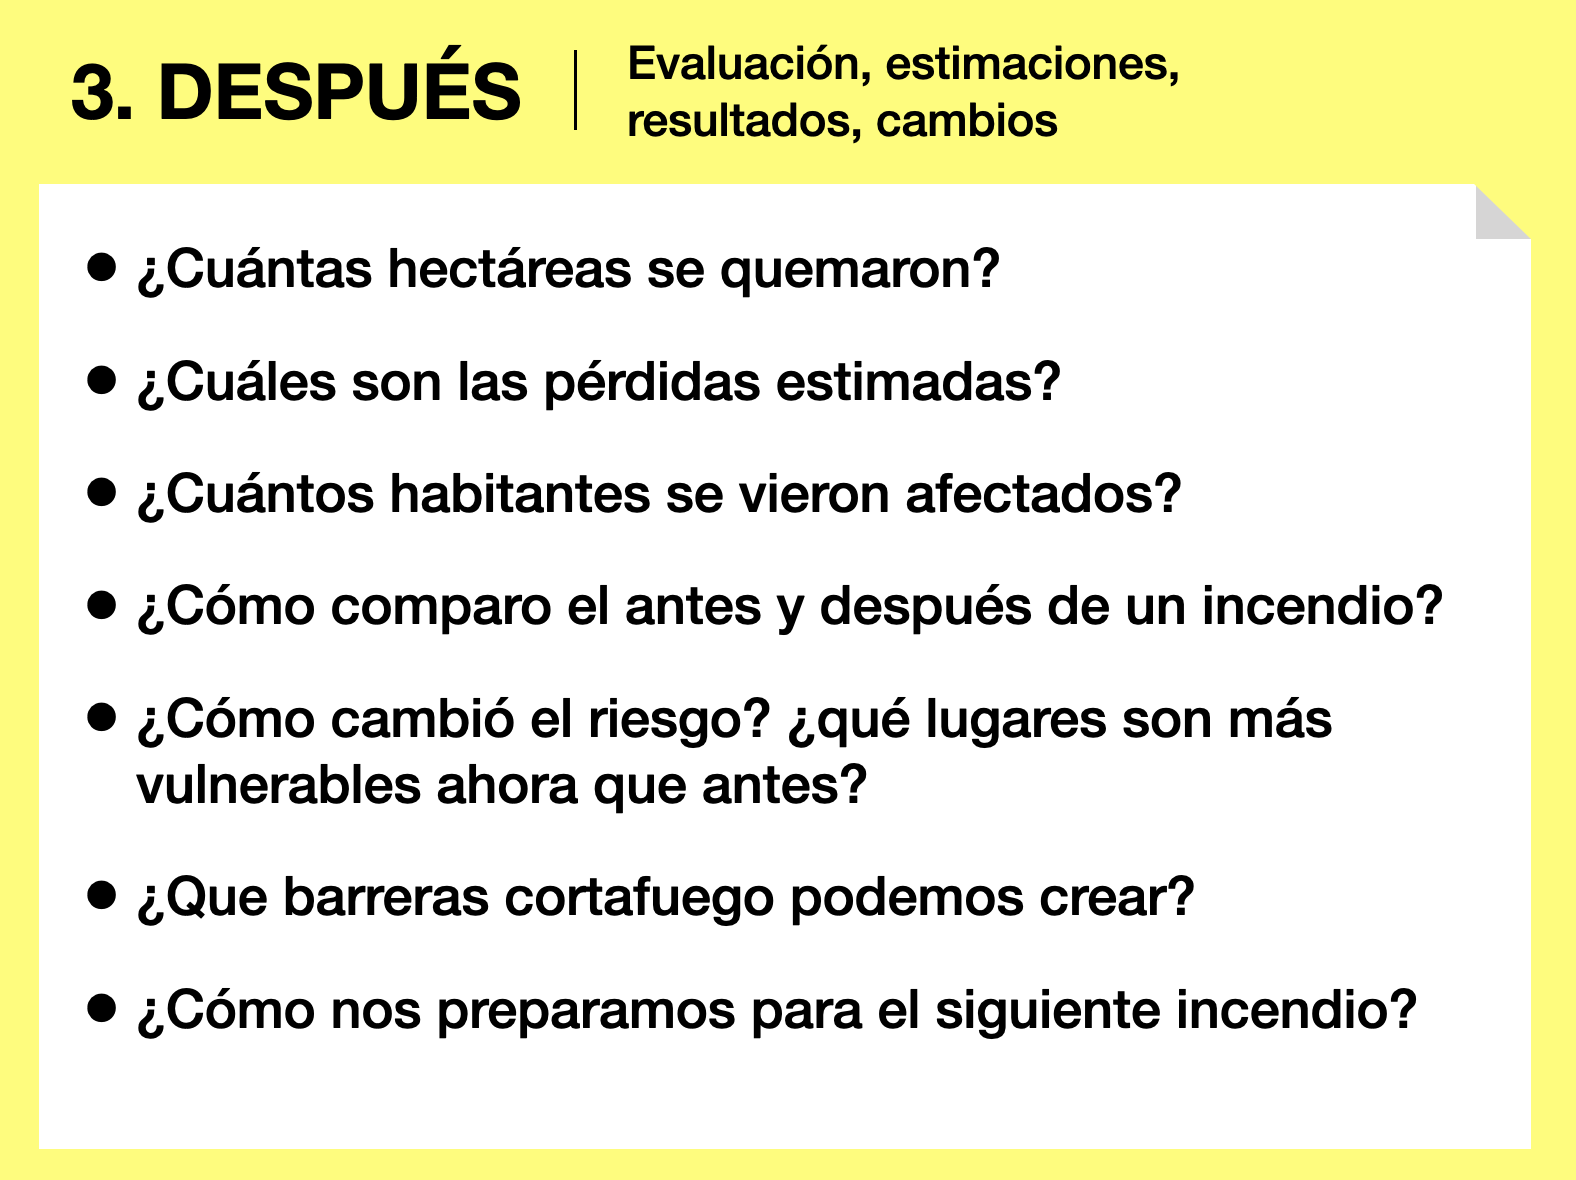 3. DESPUÉS
Evaluación, estimaciones,
resultados, cambios
● ¿Cuántas hectáreas se quemaron?
● ¿Cuáles son las pérdidas estimadas?
● ¿Cuántos habitantes se vieron afectados?
● ¿Cómo comparo el antes y después de un incendio?
● ¿Cómo cambió el riesgo? ¿qué lugares son más
vulnerables ahora que antes?
● ¿Que barreras cortafuego podemos crear?
● ¿Cómo nos preparamos para el siguiente incendio?